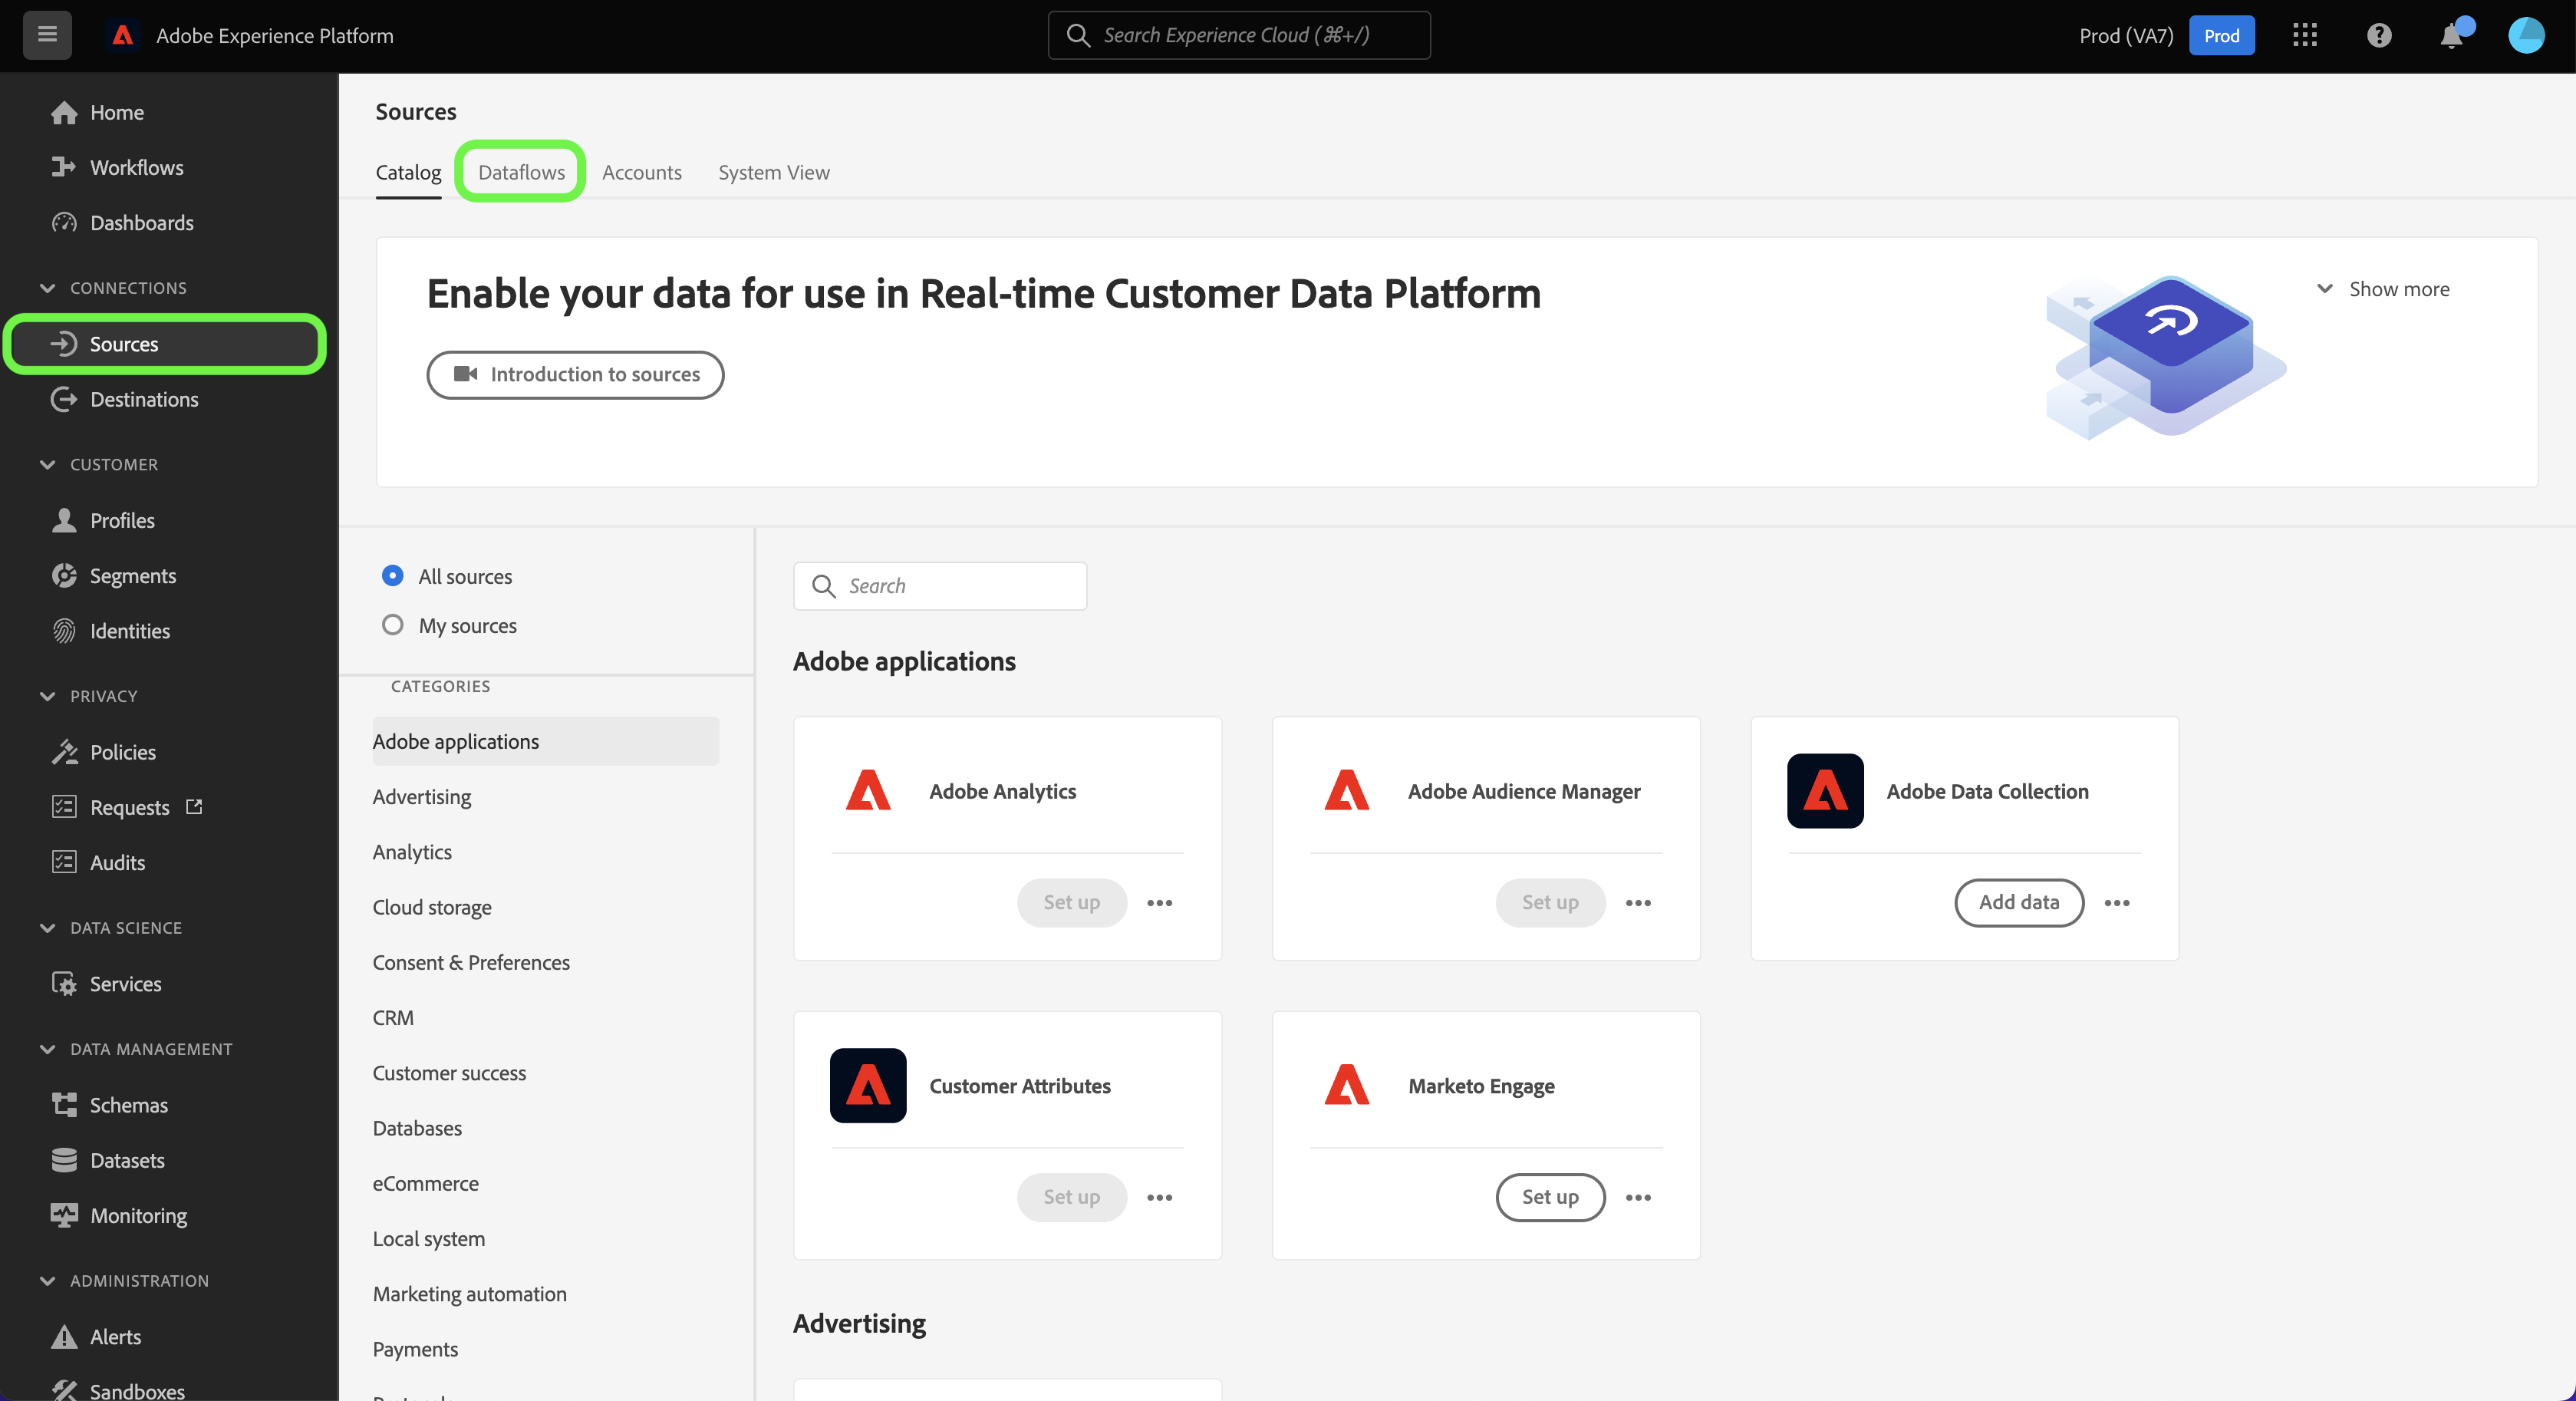 Adobe Experience Platform
Search Experience Cloud (⌘+/)
Prod (VA7)
Prod
Home
Workflows
Dashboards
CONNECTIONS
Sources
Destinations
CUSTOMER
Profiles
Segments
Identities
PRIVACY
Policies
Requests
Audits
DATA SCIENCE
Services
DATA MANAGEMENT
Schemas
Datasets
Monitoring
ADMINISTRATION
Alerts
Sandboxes
Sources
Catalog
Dataflows
Accounts
System View
Enable your data for use in Real-time Customer Data Platform
Show more
Introduction to sources
All sources
My sources
CATEGORIES
Adobe applications
Advertising
Analytics
Cloud storage
Consent & Preferences
CRM
Customer success
Databases
eCommerce
Local system
Marketing automation
Payments
Search
Adobe applications
Adobe Analytics
Set up
Adobe Audience Manager
Set up
Adobe Data Collection
Add data
Customer Attributes
Set up
Marketo Engage
Set up
Advertising